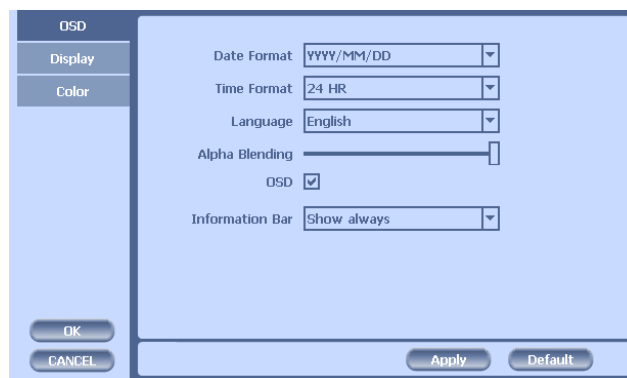 OSD
Display
Color
Date Format YYYY/MM/DD
Time Format 24 HR
Language English
Alpha Blending
OSD
Information Bar Show always
OK
CANCEL
Apply Default